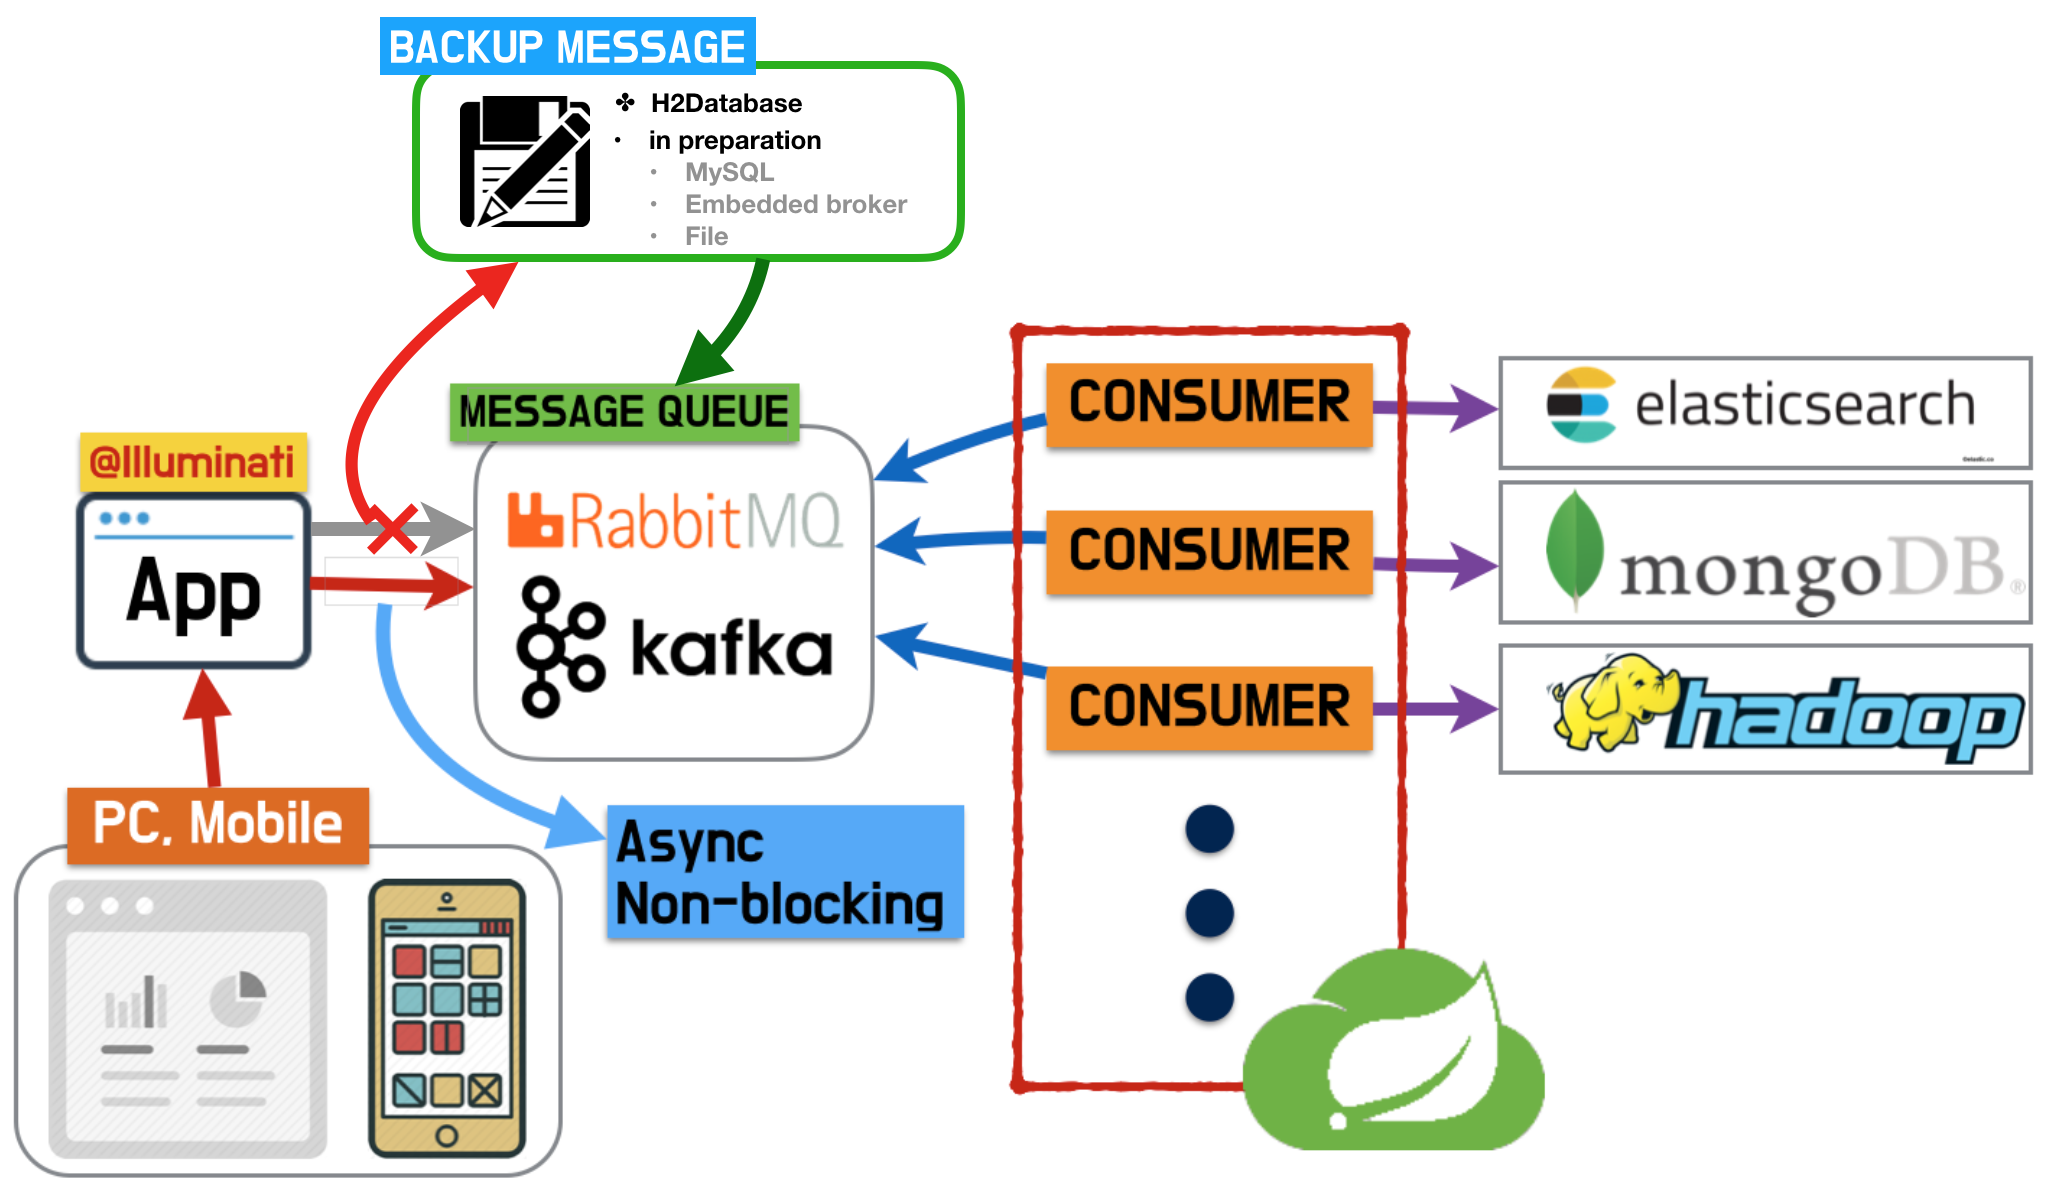 BACKUP MESSAGE
H2Database
in preparation
MySQL
Embedded broker
File
MESSAGE QUEUE
@Illuminati
App
RabbitMQ
kafka
CONSUMER
elasticsearch
CONSUMER
mongoDB®
CONSUMER
hadoop
PC, Mobile
Async
Non-blocking